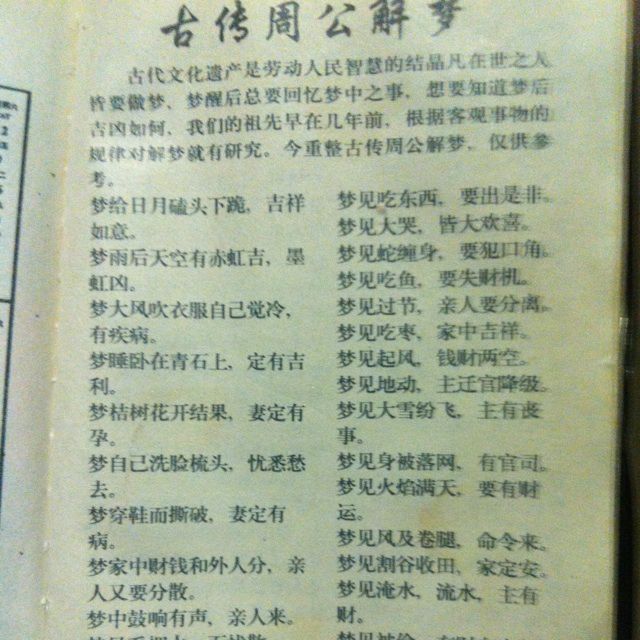 古传周公解梦
古代文化遗产是劳动人民智慧的结晶凡在世之人
皆要做梦，梦醒后总要回忆梦中之事，想要知道梦后
吉凶如何，我们的祖先早在几年前，根据客观事物的
规律对解梦就有研究。今重整古传周公解梦，仅供参
考。
梦给日月磕头下跪，吉祥
如意。
梦雨后天空有赤虹吉，墨
虹凶。
梦大风吹衣服自己觉冷，
有疾病。
梦睡卧在青石上，定有吉
利。
梦桔树花开结果，妻定有
孕。
梦自己洗脸梳头，忧悉愁
去。
梦穿鞋而撕破，妻定有
病。
梦家中财钱和外人分，亲
人又要分散。
梦中鼓响有声，亲人来。
梦见吃东西，要出是非。
梦见大哭，皆大欢喜。
梦见蛇缠身，要犯口角。
梦见吃鱼，要失财机。
梦见过节，亲人要分离。
梦见吃枣，家中吉祥。
梦见起风，钱财两空。
梦见地动，主迁官降级。
梦见大雪纷飞，主有丧
事。
梦见身被落网，有官司。
梦见火焰满天，要有财
运。
梦见风及卷腿，命令来。
梦见割谷收田，家定安。
梦见淹水，流水，主有
财。